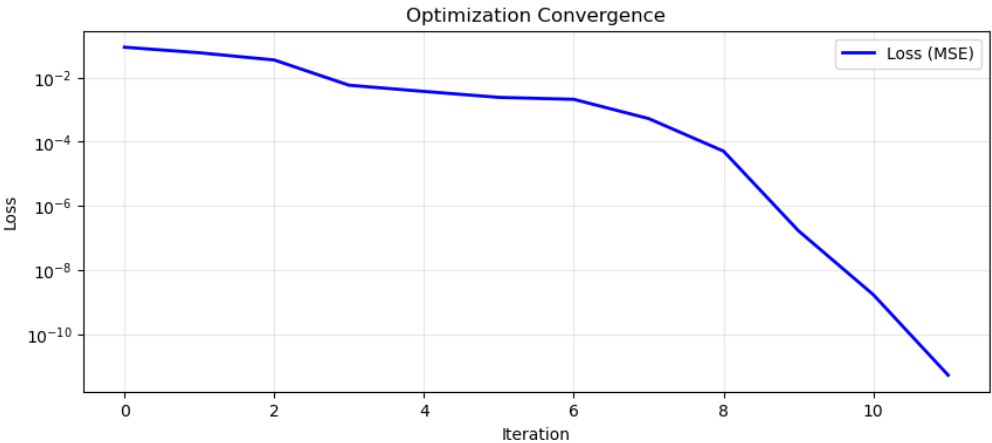 Optimization Convergence
Loss (MSE)
10⁻²
10⁻⁴
10⁻⁶
10⁻⁸
10⁻¹⁰
Loss
0 2 4 6 8 10
Iteration